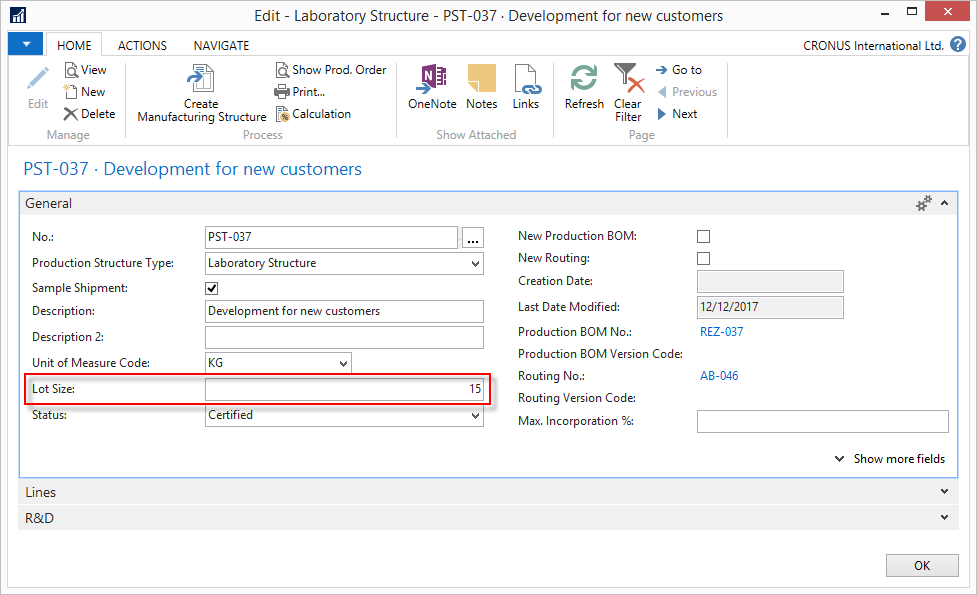 Edit - Laboratory Structure - PST-037 · Development for new customers
HOME ACTIONS NAVIGATE CRONUS International Ltd. ?
Edit
View
New
Delete
Manage
Create
Manufacturing Structure
Show Prod. Order
Print...
Calculation
Process
OneNote
Notes
Links
Show Attached
Refresh
Clear
Filter
Go to
Previous
Next
Page
PST-037 · Development for new customers
General
No.: PST-037 ...
Production Structure Type: Laboratory Structure
Sample Shipment:
Description: Development for new customers
Description 2:
Unit of Measure Code: KG
Lot Size: 15
Status: Certified
New Production BOM:
New Routing:
Creation Date:
Last Date Modified: 12/12/2017
Production BOM No.: REZ-037
Production BOM Version Code:
Routing No.: AB-046
Routing Version Code:
Max. Incorporation %:
Show more fields
Lines
R&D
OK